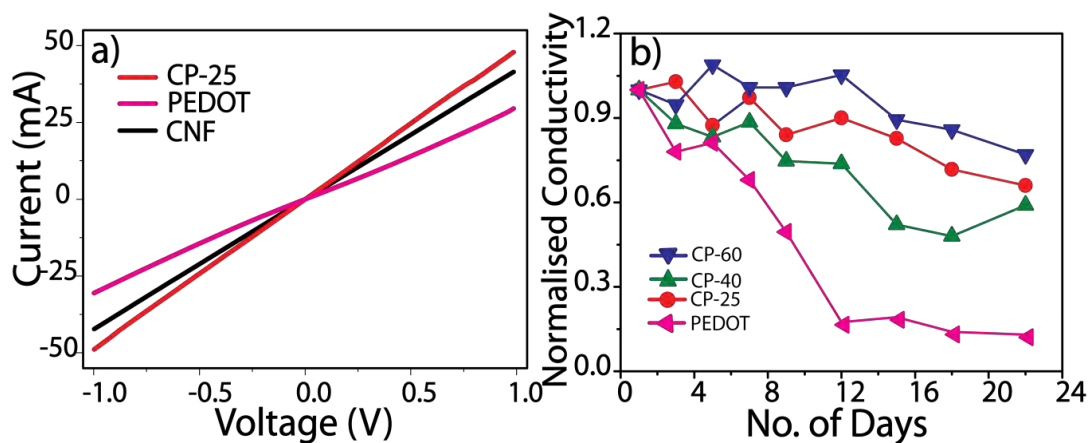 a)
CP-25
PEDOT
CNF
Current (mA)
50
25
0
-25
-50
-1.0 -0.5 0.0 0.5 1.0
Voltage (V)
b)
Normalised Conductivity
1.2
0.9
0.6
0.3
0.0
CP-60
CP-40
CP-25
PEDOT
0 4 8 12 16 20 24
No. of Days